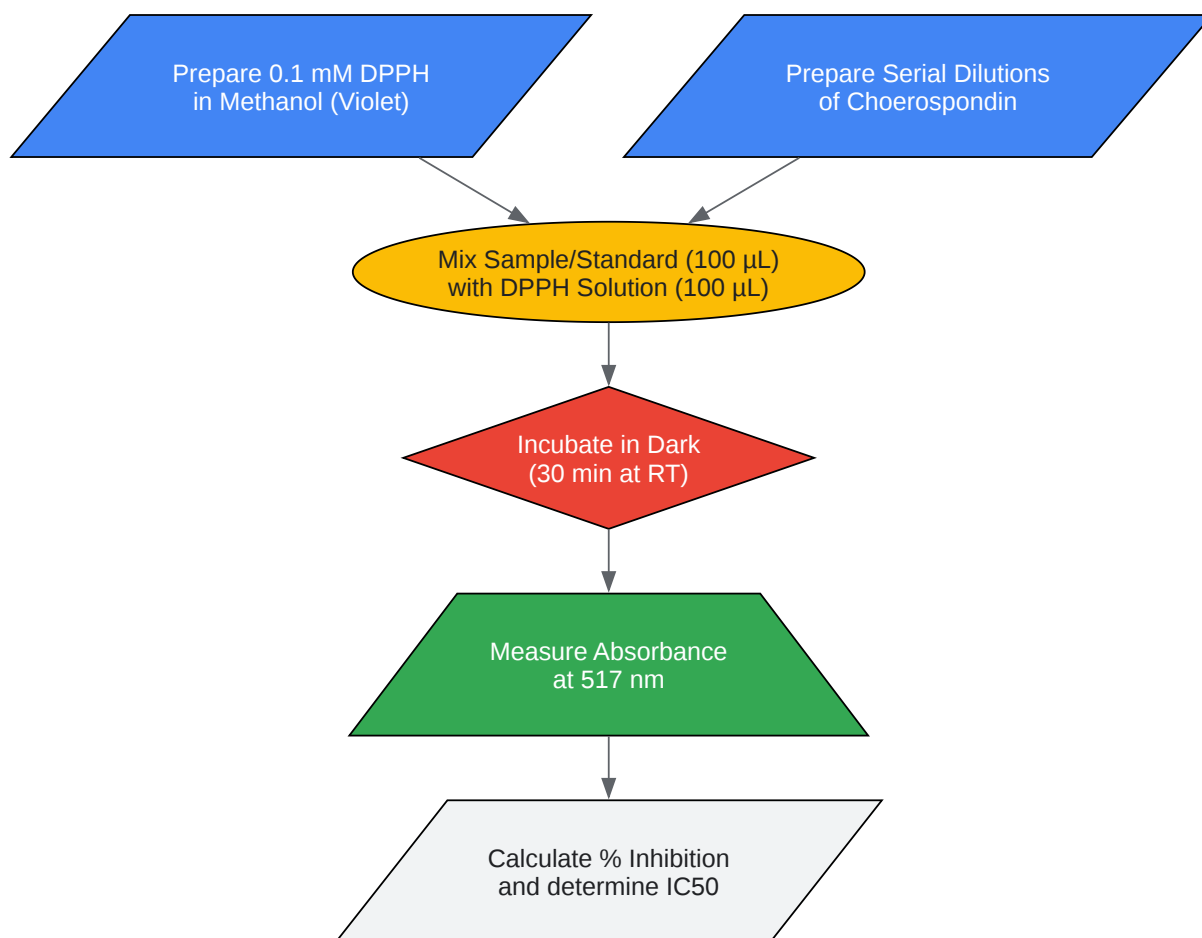 Prepare 0.1 mM DPPH
in Methanol (Violet)
Prepare Serial Dilutions
of Choerospondin
Mix Sample/Standard (100 µL)
with DPPH Solution (100 µL)
Incubate in Dark
(30 min at RT)
Measure Absorbance
at 517 nm
Calculate % Inhibition
and determine IC50